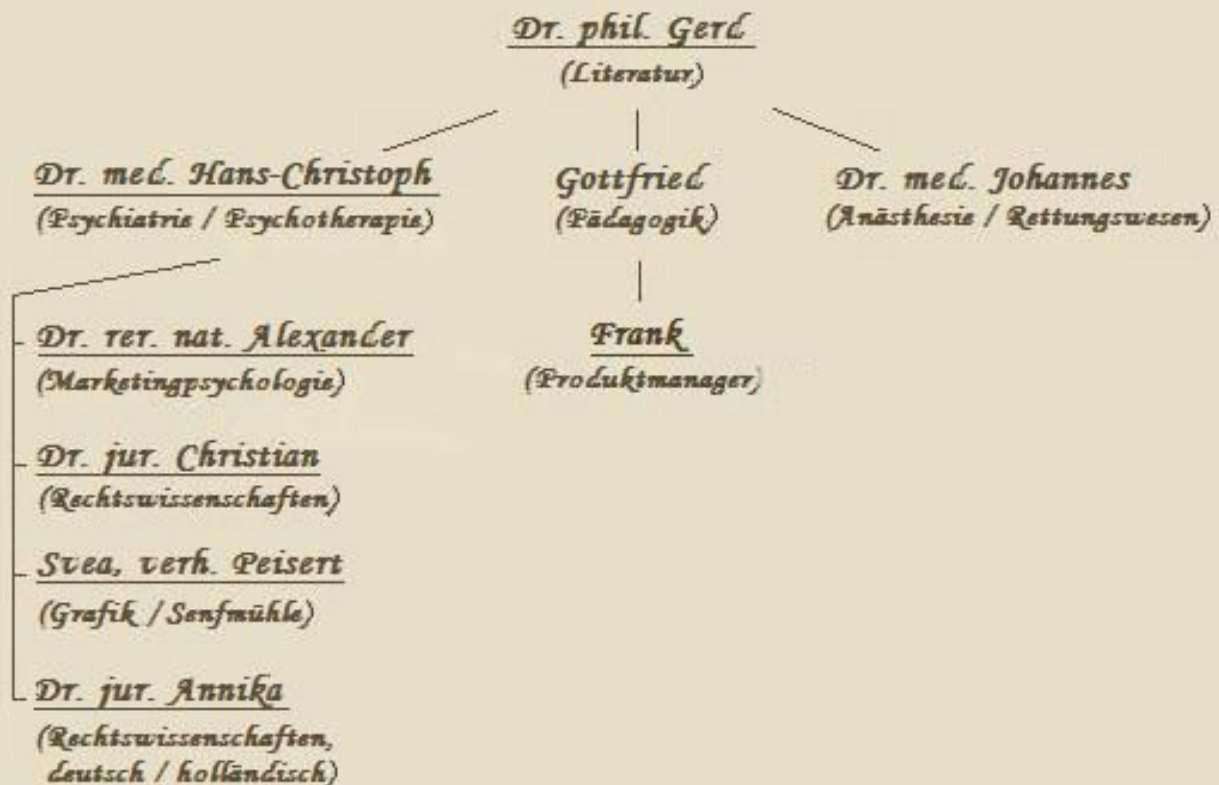 Dr. phil. Gerd
(Literatur)
Dr. med. Hans-Christoph
(Psychiatrie / Psychotherapie)
Gottfried
(Pädagogik)
Dr. med. Johannes
(Anästhesie / Rettungswesen)
Dr. rer. nat. Alexander
(Marketingpsychologie)
Frank
(Produktmanager)
Dr. jur. Christian
(Rechtswissenschaften)
Svea, verh. Peisert
(Grafik / Senfmühle)
Dr. jur. Annika
(Rechtswissenschaften,
deutsch / holländisch)